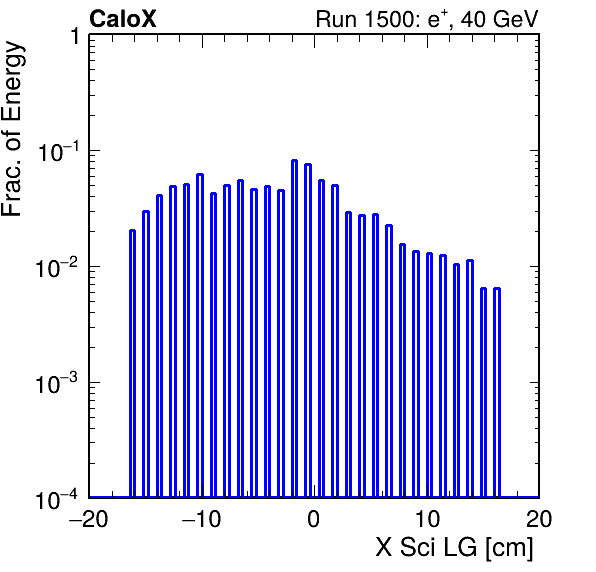 CaloX Run 1500: e⁺, 40 GeV
Frac. of Energy
1
10⁻¹
10⁻²
10⁻³
10⁻⁴
−20 −10 0 10 20
X Sci LG [cm]